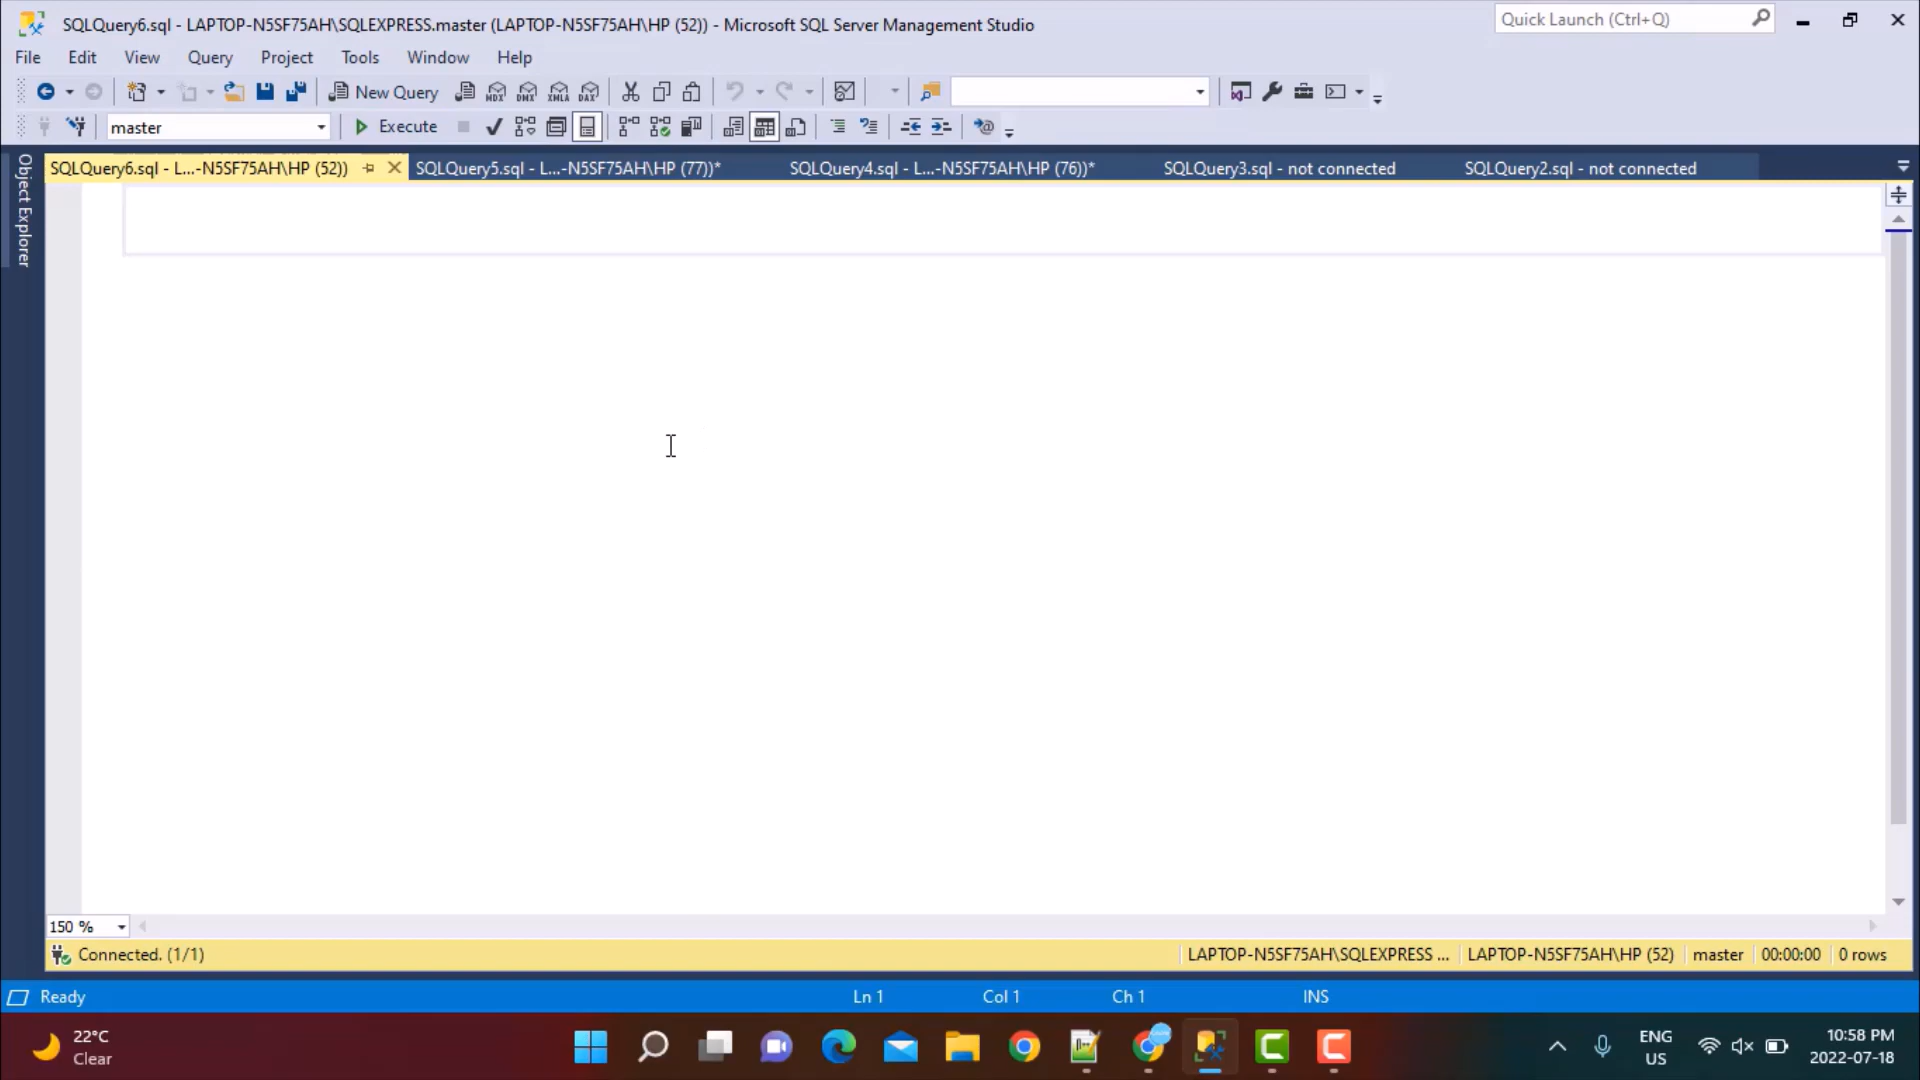 SQLQuery6.sql - LAPTOP-N5SF75AH\SQLEXPRESS.master (LAPTOP-N5SF75AH\HP (52)) - Microsoft SQL Server Management Studio
Quick Launch (Ctrl+Q)
File Edit View Query Project Tools Window Help
New Query MDX DMX XMLA DAX
master Execute
Object Explorer
SQLQuery6.sql - L...-N5SF75AH\HP (52)) SQLQuery5.sql - L...-N5SF75AH\HP (77))* SQLQuery4.sql - L...-N5SF75AH\HP (76))* SQLQuery3.sql - not connected SQLQuery2.sql - not connected
150 %
Connected. (1/1) LAPTOP-N5SF75AH\SQLEXPRESS ... LAPTOP-N5SF75AH\HP (52) master 00:00:00 0 rows
Ready Ln 1 Col 1 Ch 1 INS
22°C
Clear
ENG
US
10:58 PM
2022-07-18